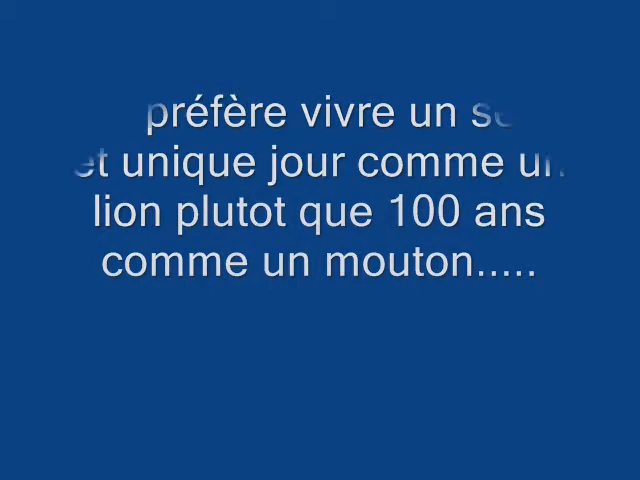 préfère vivre un
et unique jour comme un
lion plutot que 100 ans
comme un mouton.....